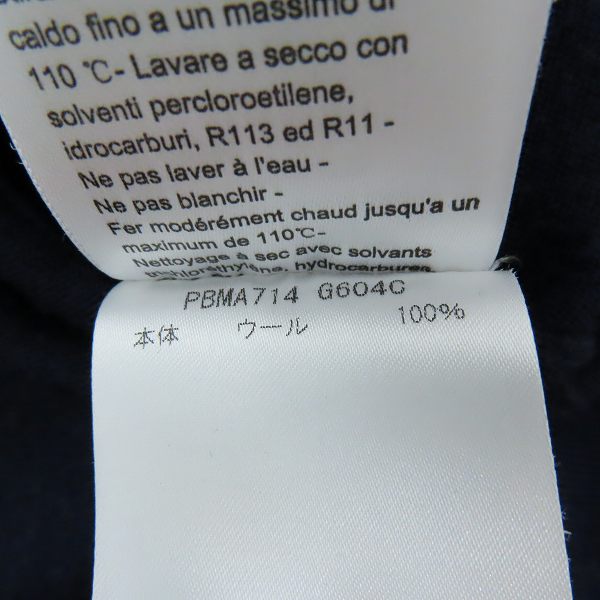 caldo fino a un massimo di
110 °C- Lavare a secco con
solventi percloroetilene,
idrocarburi, R113 ed R11 -
Ne pas laver à l'eau -
Ne pas blanchir -
Fer modérément chaud jusqu'a un
maximum de 110°C-
Nettoyage à sec avec solvants
hydrocarbures
PBMA714 G604C
本体 ウール 100%